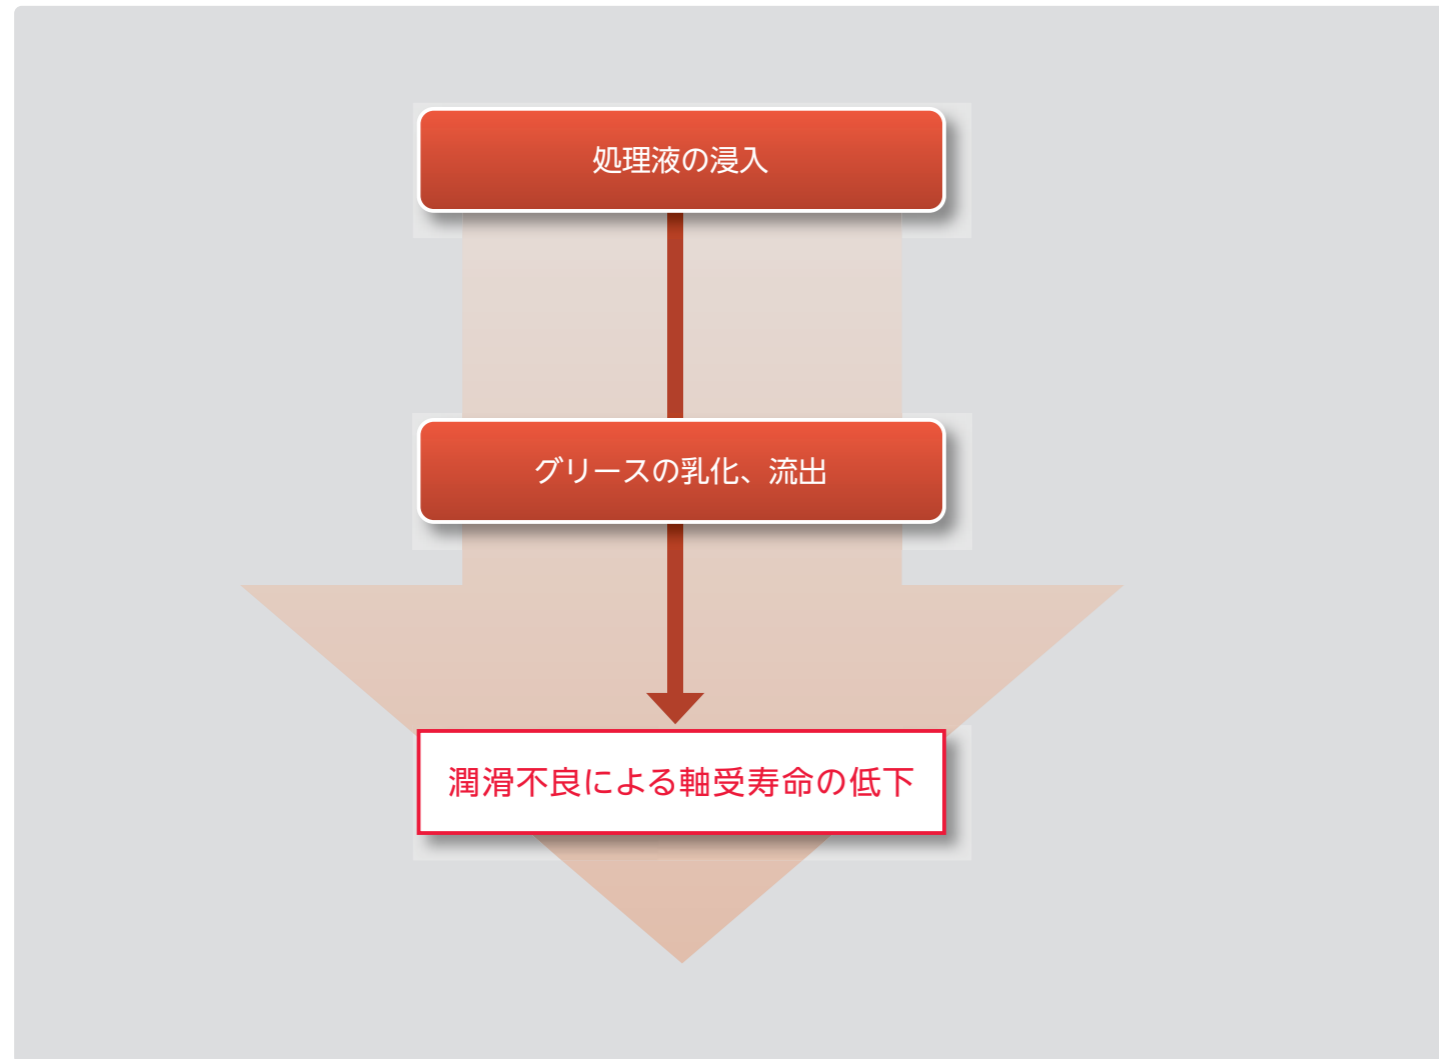 処理液の浸入
グリースの乳化、流出
潤滑不良による軸受寿命の低下